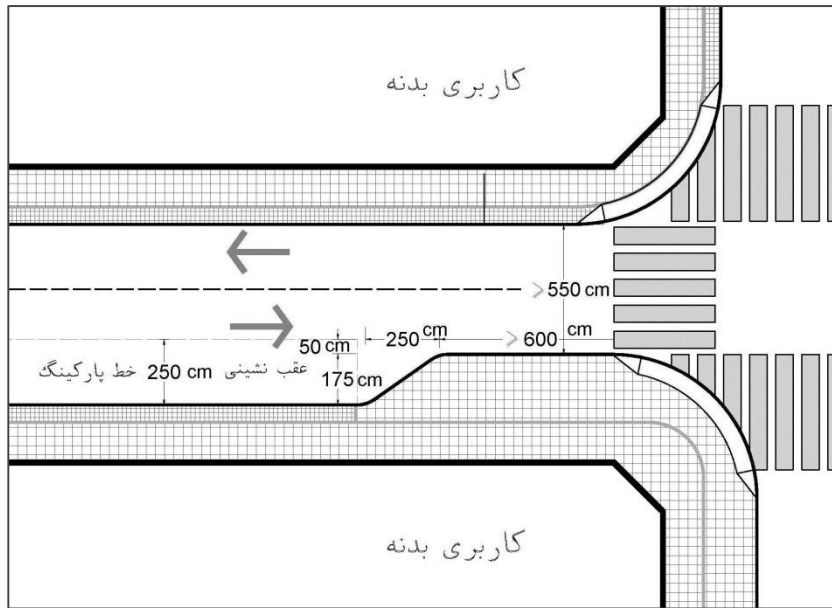 کاربری بدنه
> 550 cm
50 cm
250 cm
> 600 cm
خط پارکینگ
250 cm
عقب نشینی
175 cm
کاربری بدنه